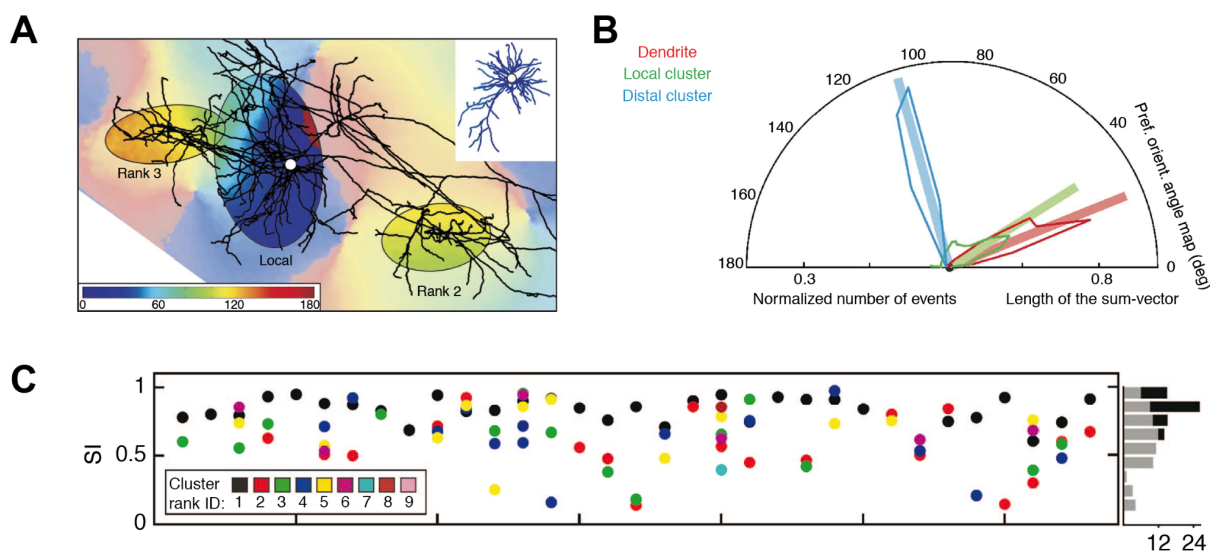 A
Rank 3
Local
Rank 2
0 60 120 180
B
Dendrite
Local cluster
Distal cluster
180 160 140 120 100 80 60 40 0
Pref. orient. angle map (deg)
0.3 0.8
Normalized number of events Length of the sum-vector
C
SI
1
0.5
0
Cluster
rank ID: 1 2 3 4 5 6 7 8 9
12 24